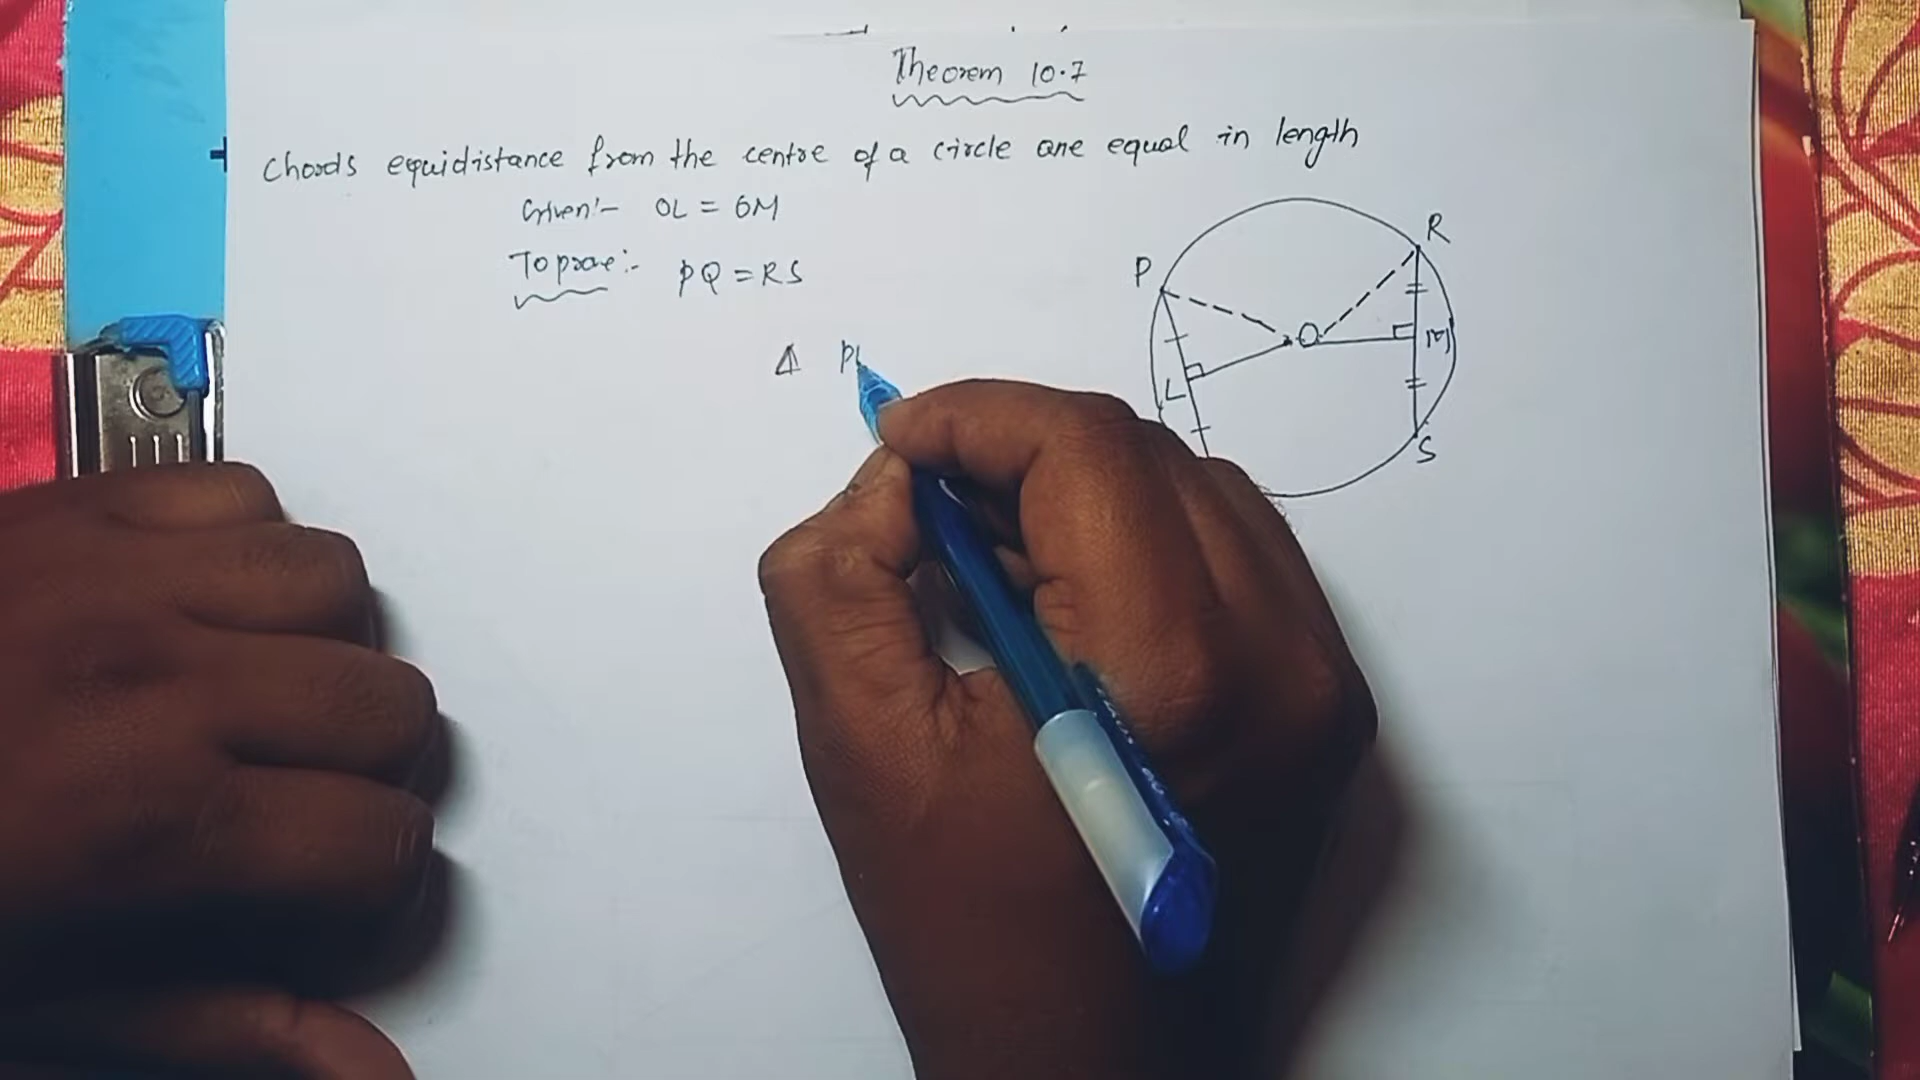 Theorem 10.7
Chords equidistance from the centre of a circle are equal in length
Given:- OL = OM
To prove:- PQ = RS
P
R
O
M
L
S
Δ PL